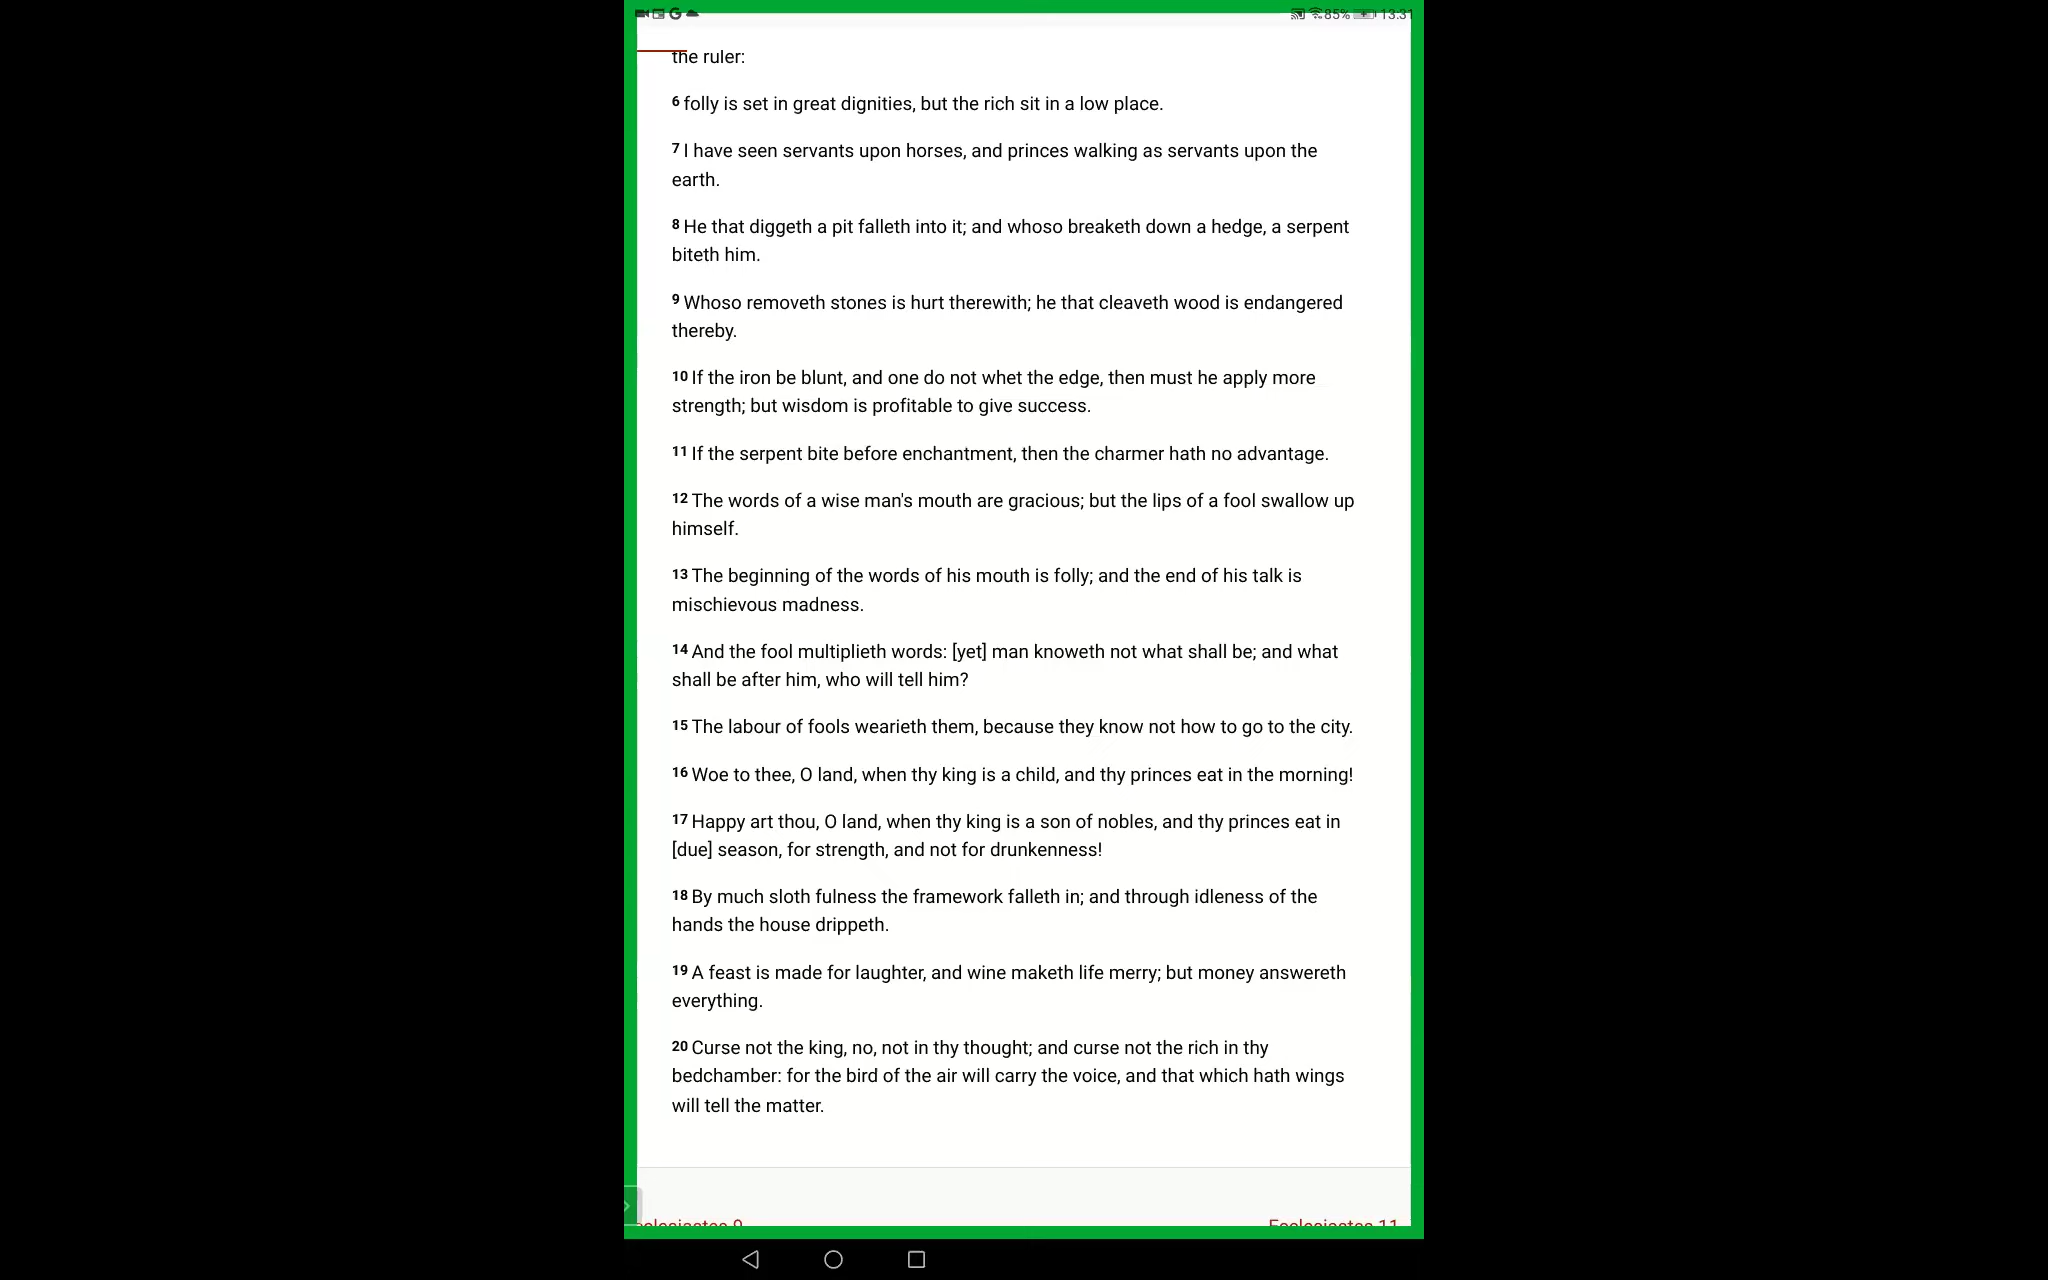 85% 13:31
the ruler:
6 folly is set in great dignities, but the rich sit in a low place.
7 I have seen servants upon horses, and princes walking as servants upon the
earth.
8 He that diggeth a pit falleth into it; and whoso breaketh down a hedge, a serpent
biteth him.
9 Whoso removeth stones is hurt therewith; he that cleaveth wood is endangered
thereby.
10 If the iron be blunt, and one do not whet the edge, then must he apply more
strength; but wisdom is profitable to give success.
11 If the serpent bite before enchantment, then the charmer hath no advantage.
12 The words of a wise man's mouth are gracious; but the lips of a fool swallow up
himself.
13 The beginning of the words of his mouth is folly; and the end of his talk is
mischievous madness.
14 And the fool multiplieth words: [yet] man knoweth not what shall be; and what
shall be after him, who will tell him?
15 The labour of fools wearieth them, because they know not how to go to the city.
16 Woe to thee, O land, when thy king is a child, and thy princes eat in the morning!
17 Happy art thou, O land, when thy king is a son of nobles, and thy princes eat in
[due] season, for strength, and not for drunkenness!
18 By much sloth fulness the framework falleth in; and through idleness of the
hands the house drippeth.
19 A feast is made for laughter, and wine maketh life merry; but money answereth
everything.
20 Curse not the king, no, not in thy thought; and curse not the rich in thy
bedchamber: for the bird of the air will carry the voice, and that which hath wings
will tell the matter.
clesiastes 9 Ecclesiastes 11